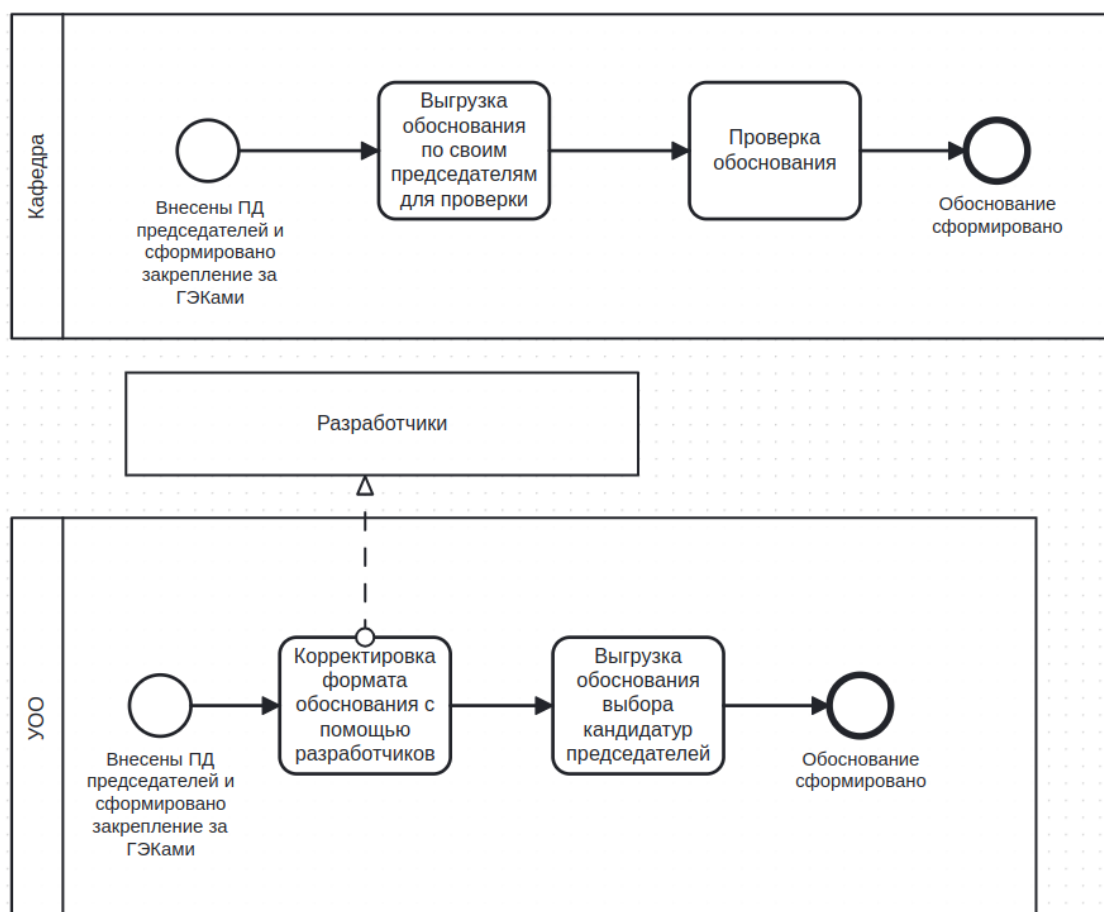 Кафедра
Внесены ПД
председателей и
сформировано
закрепление за
ГЭКами
Выгрузка
обоснования
по своим
председателям
для проверки
Проверка
обоснования
Обоснование
сформировано
Разработчики
УОО
Внесены ПД
председателей и
сформировано
закрепление за
ГЭКами
Корректировка
формата
обоснования с
помощью
разработчиков
Выгрузка
обоснования
выбора
кандидатур
председателей
Обоснование
сформировано